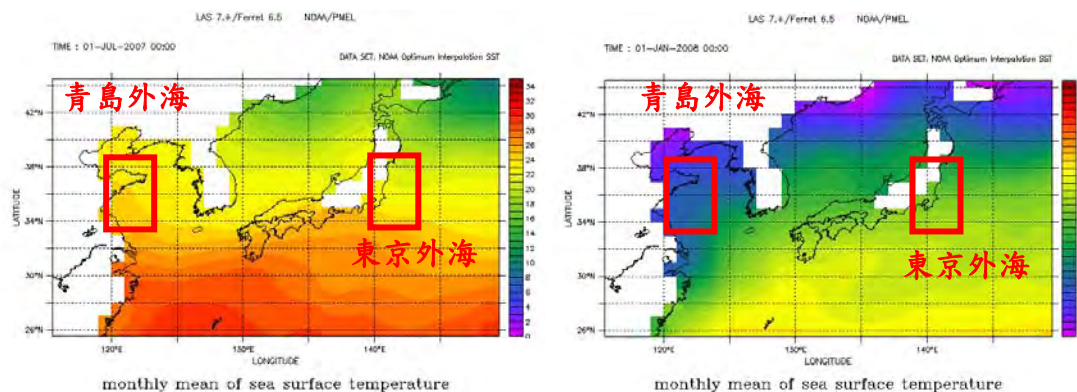 LAS 7.+/Ferret 6.5 NOAA/PMEL
TIME : 01-JUL-2007 00:00
DATA SET: NOAA Optimum Interpolation SST
青島外海
東京外海
42°N
38°N
34°N
30°N
26°N
LATITUDE
120°E
130°E
140°E
LONGITUDE
34
32
30
28
26
24
22
20
18
16
14
12
10
8
6
4
2
0
monthly mean of sea surface temperature
LAS 7.+/Ferret 6.5 NOAA/PMEL
TIME : 01-JAN-2008 00:00
DATA SET: NOAA Optimum Interpolation SST
青島外海
東京外海
42°N
38°N
34°N
30°N
26°N
LATITUDE
120°E
130°E
140°E
LONGITUDE
monthly mean of sea surface temperature